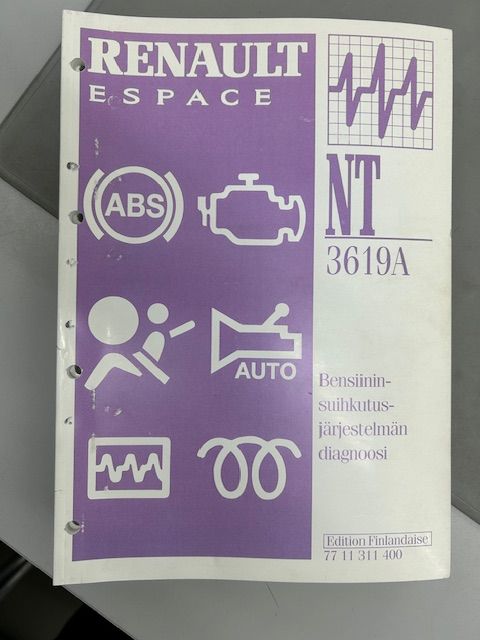 RENAULT
ESPACE
ABS
AUTO
NT
3619A
Bensiinin-
suihkutus-
järjestelmän
diagnoosi
Edition Finlandaise
77 11 311 400